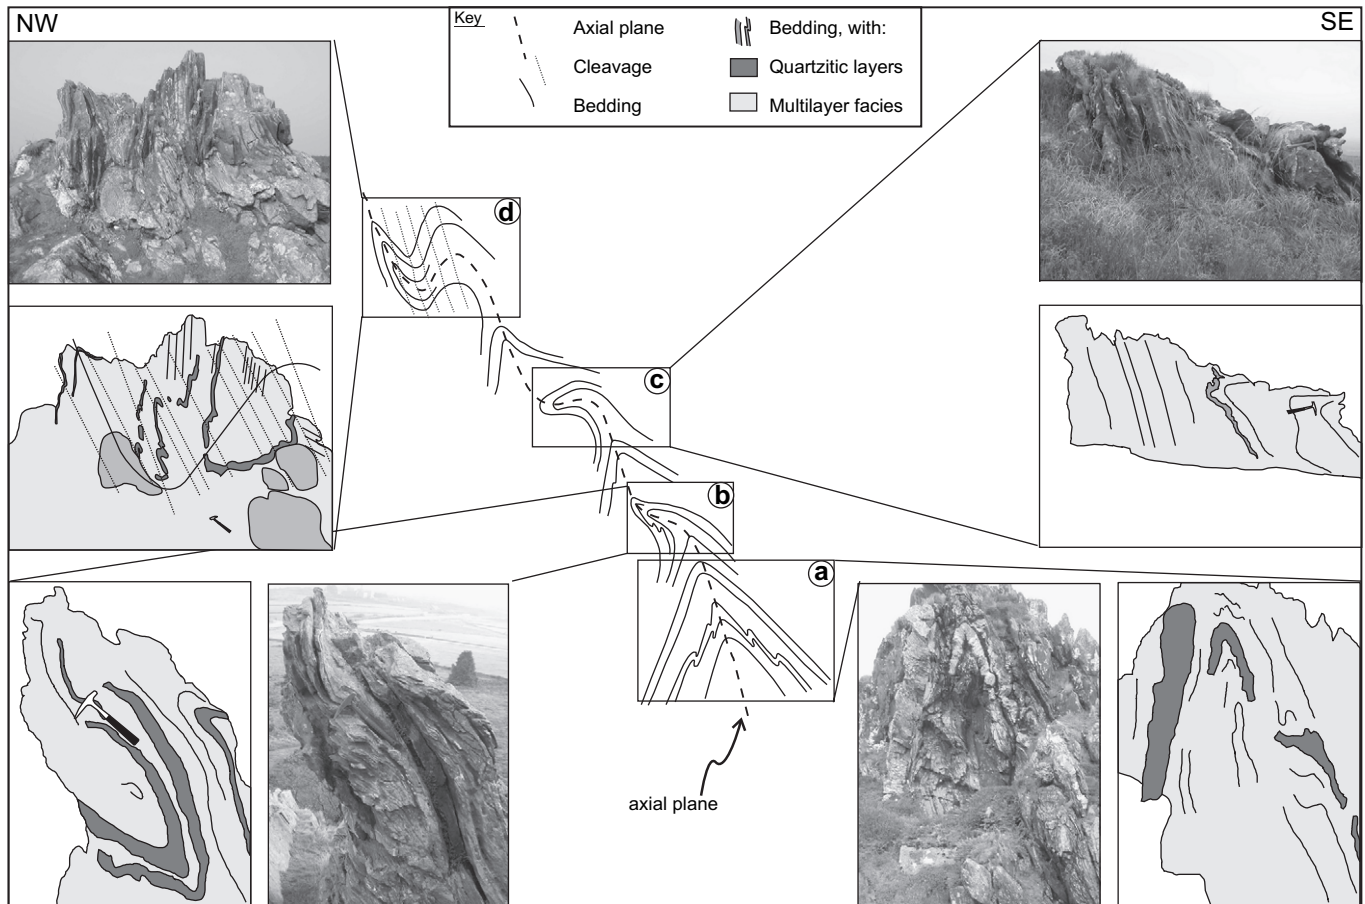 NW
SE
Key
Axial plane
Bedding, with:
Cleavage
Quartzitic layers
Bedding
Multilayer facies
d
c
b
a
axial plane